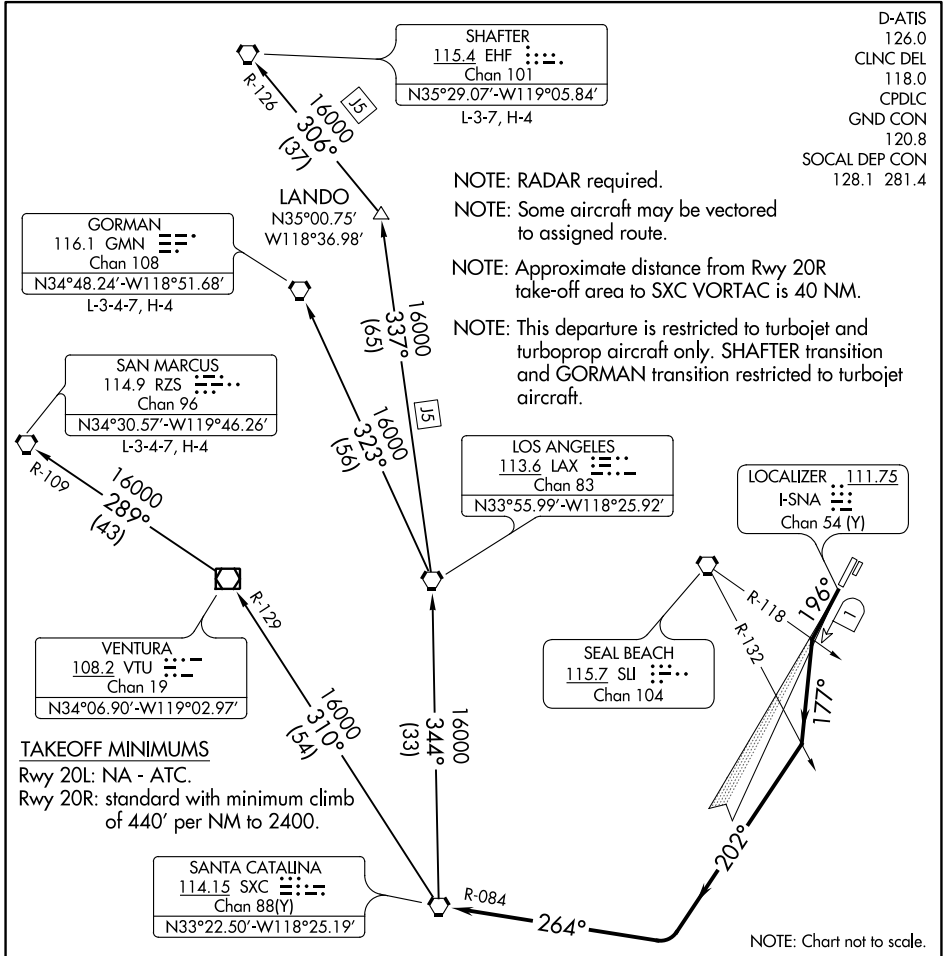 D-ATIS
126.0
CLNC DEL
118.0
CPDLC
GND CON
120.8
SOCAL DEP CON
128.1 281.4
SHAFTER
115.4 EHF
Chan 101
N35°29.07′-W119°05.84′
L-3-7, H-4
R-126
16000
306°
(37)
J5
LANDO
N35°00.75′
W118°36.98′
NOTE: RADAR required.
NOTE: Some aircraft may be vectored
to assigned route.
NOTE: Approximate distance from Rwy 20R
take-off area to SXC VORTAC is 40 NM.
NOTE: This departure is restricted to turbojet and
turboprop aircraft only. SHAFTER transition
and GORMAN transition restricted to turbojet
aircraft.
GORMAN
116.1 GMN
Chan 108
N34°48.24′-W118°51.68′
L-3-4-7, H-4
16000
337°
(65)
J5
16000
323°
(56)
SAN MARCUS
114.9 RZS
Chan 96
N34°30.57′-W119°46.26′
L-3-4-7, H-4
R-109
16000
289°
(43)
LOS ANGELES
113.6 LAX
Chan 83
N33°55.99′-W118°25.92′
LOCALIZER 111.75
I-SNA
Chan 54 (Y)
196°
1
R-118
R-132
177°
SEAL BEACH
115.7 SLI
Chan 104
VENTURA
108.2 VTU
Chan 19
N34°06.90′-W119°02.97′
R-129
16000
310°
(54)
16000
344°
(33)
TAKEOFF MINIMUMS
Rwy 20L: NA - ATC.
Rwy 20R: standard with minimum climb
of 440′ per NM to 2400.
202°
SANTA CATALINA
114.15 SXC
Chan 88(Y)
N33°22.50′-W118°25.19′
R-084
264°
NOTE: Chart not to scale.